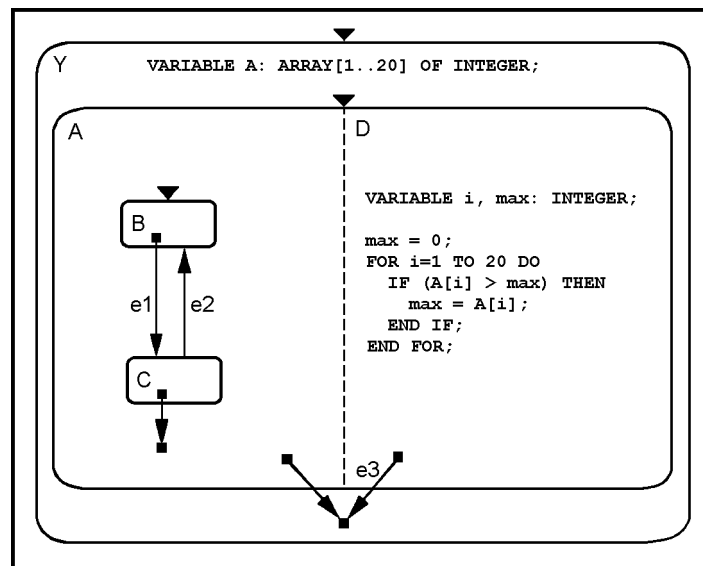 Y
VARIABLE A: ARRAY[1..20] OF INTEGER;
A
D
B
e1
e2
C
VARIABLE i, max: INTEGER;
max = 0;
FOR i=1 TO 20 DO
IF (A[i] > max) THEN
max = A[i];
END IF;
END FOR;
e3